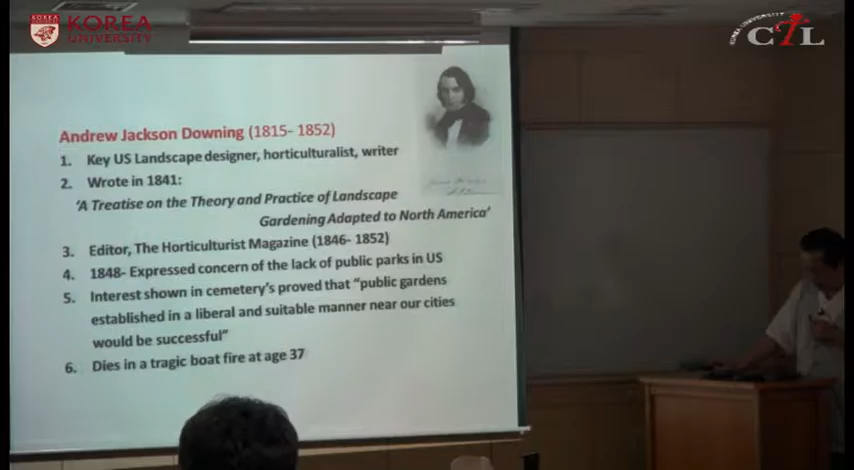 KOREA
UNIVERSITY
KOREA UNIVERSITY
CTL
Andrew Jackson Downing (1815- 1852)
1. Key US Landscape designer, horticulturalist, writer
2. Wrote in 1841:
'A Treatise on the Theory and Practice of Landscape
Gardening Adapted to North America'
3. Editor, The Horticulturist Magazine (1846- 1852)
4. 1848- Expressed concern of the lack of public parks in US
5. Interest shown in cemetery's proved that "public gardens
established in a liberal and suitable manner near our cities
would be successful"
6. Dies in a tragic boat fire at age 37